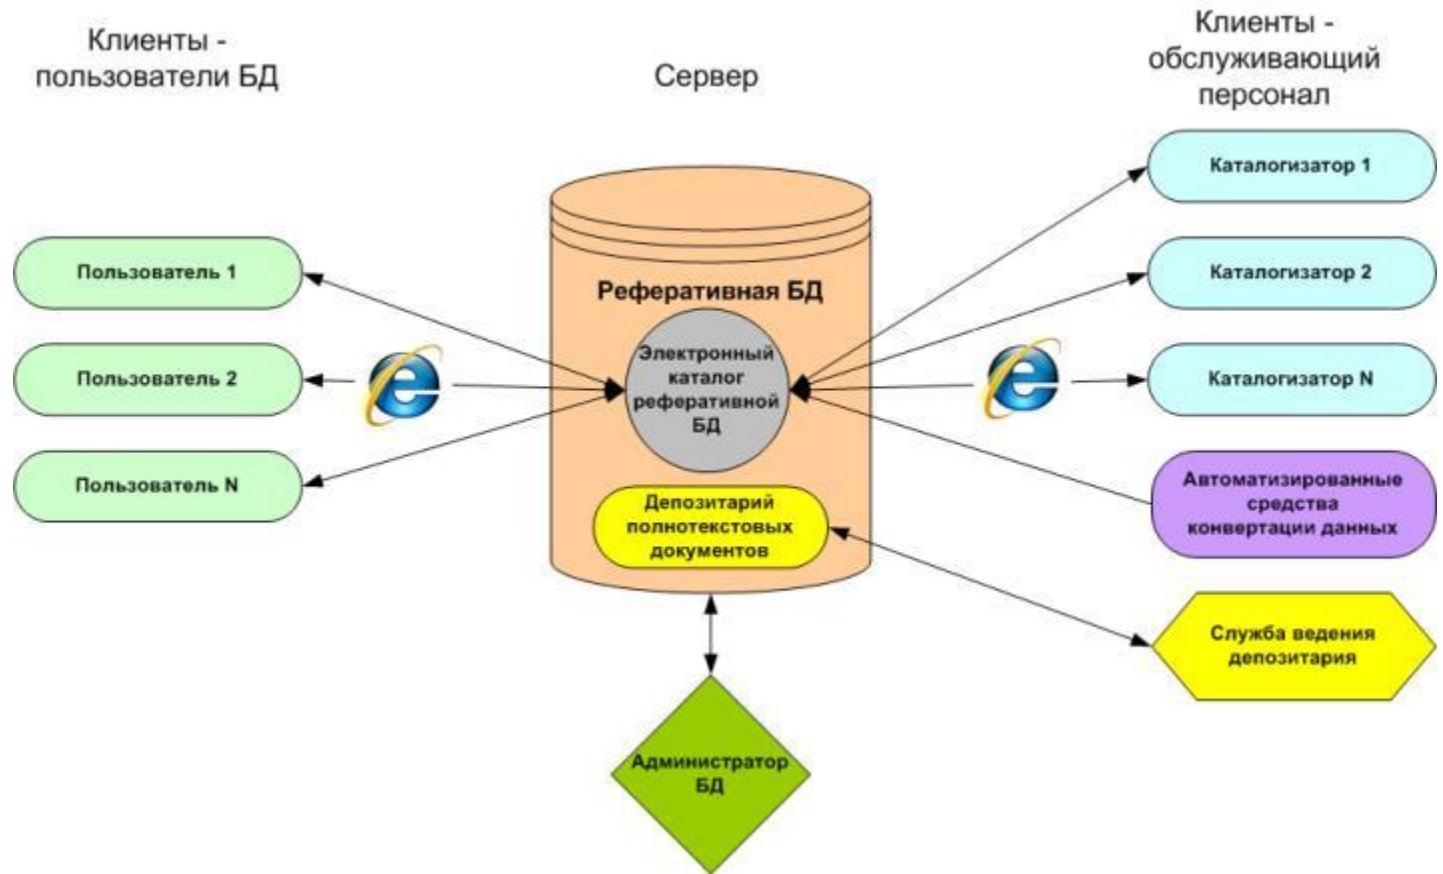 Клиенты -
пользователи БД
Сервер
Клиенты -
обслуживающий
персонал
Пользователь 1
Пользователь 2
Пользователь N
Реферативная БД
Электронный
каталог
реферативной
БД
Депозитарий
полнотекстовых
документов
Администратор
БД
Каталогизатор 1
Каталогизатор 2
Каталогизатор N
Автоматизированные
средства
конвертации данных
Служба ведения
депозитария